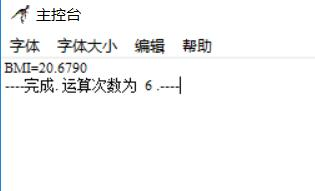 主控台
字体 字体大小 编辑 帮助
BMI=20.6790
----完成. 运算次数为 6 .----